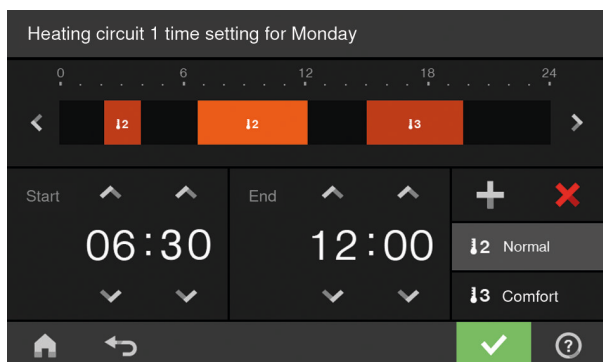 Heating circuit 1 time setting for Monday
0 6 12 18 24
2 2 3
Start 06:30 End 12:00
2 Normal
3 Comfort
?